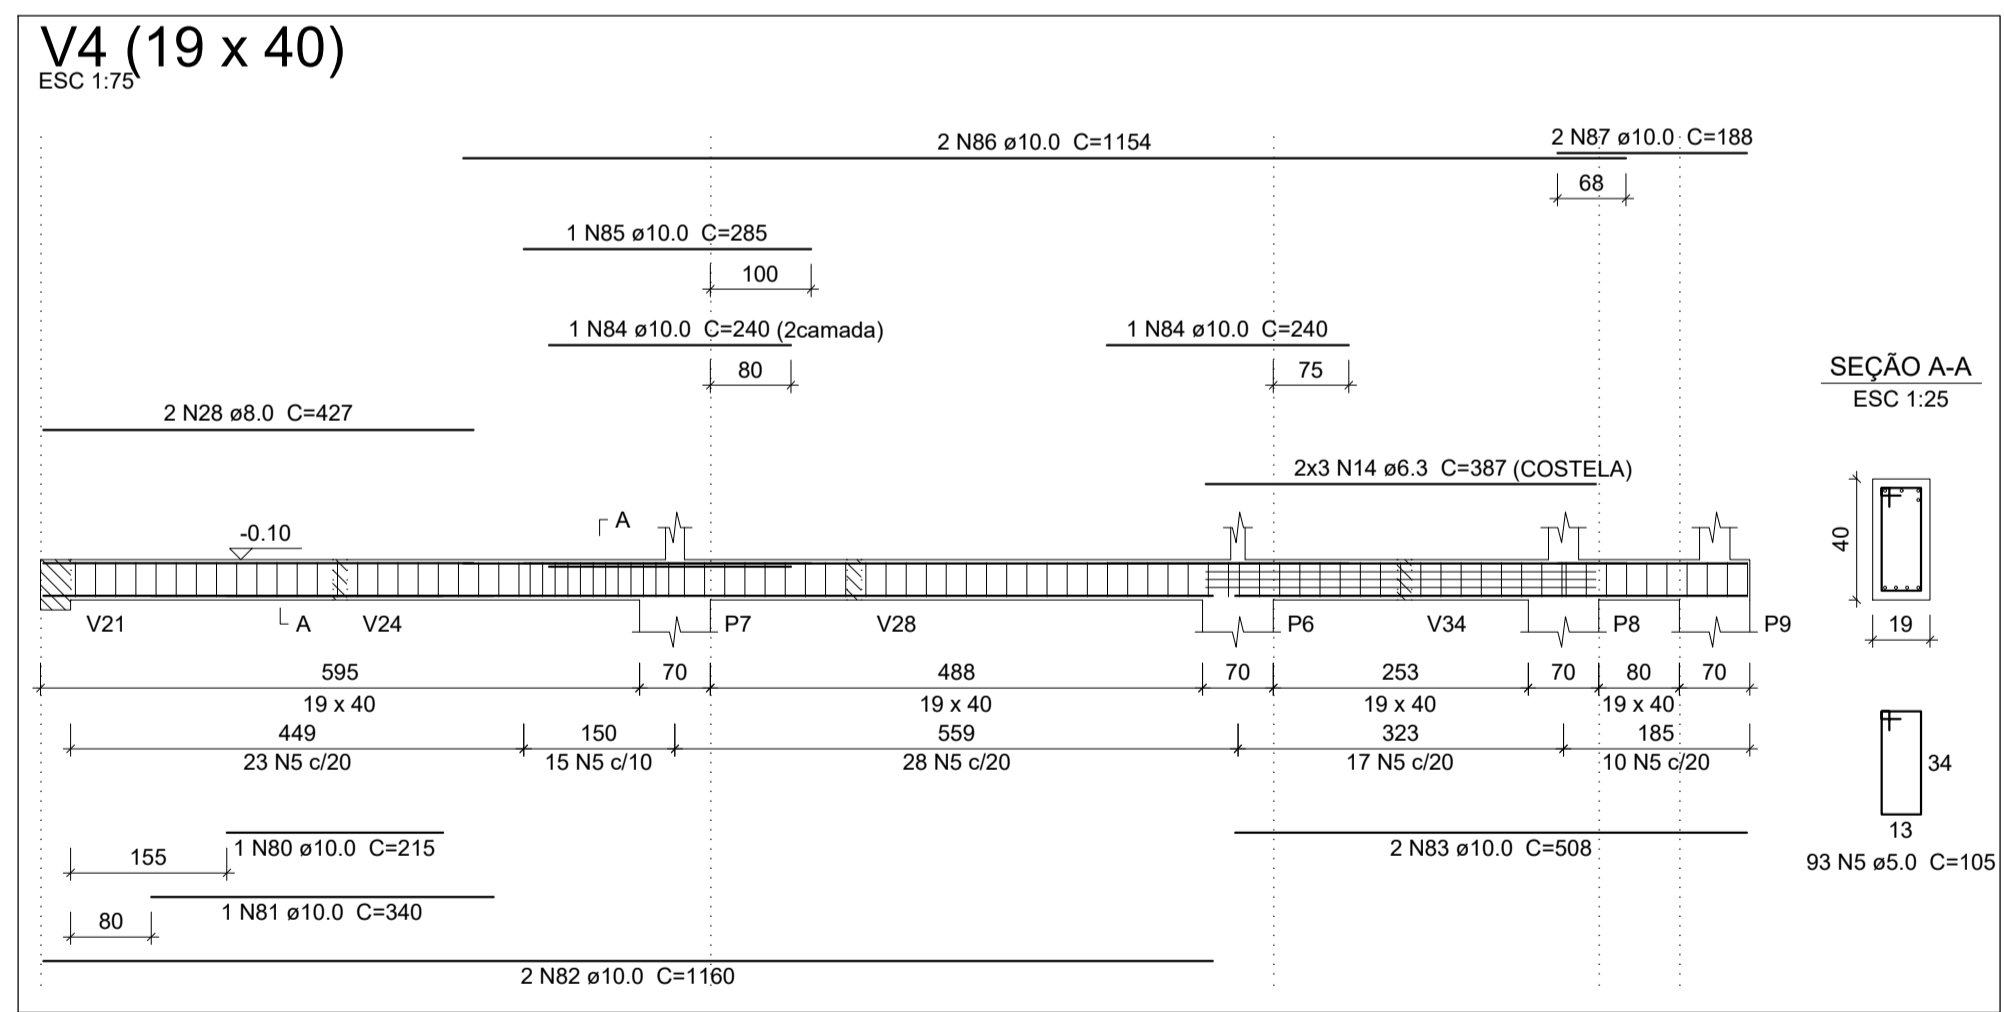 V4 (19 x 40)
ESC 1:75
2 N86 ø10.0 C=1154
2 N87 ø10.0 C=188
68
1 N85 ø10.0 C=285
100
1 N84 ø10.0 C=240 (2camada)
1 N84 ø10.0 C=240
80
75
SEÇÃO A-A
ESC 1:25
2 N28 ø8.0 C=427
2x3 N14 ø6.3 C=387 (COSTELA)
A
-0.10
40
V21
A
V24
P7
V28
P6
V34
P8
P9
19
595
70
488
70
253
70
80
70
19 x 40
19 x 40
19 x 40
19 x 40
449
150
559
323
185
23 N5 c/20
15 N5 c/10
28 N5 c/20
17 N5 c/20
10 N5 c/20
34
13
155
1 N80 ø10.0 C=215
2 N83 ø10.0 C=508
93 N5 ø5.0 C=105
80
1 N81 ø10.0 C=340
2 N82 ø10.0 C=1160